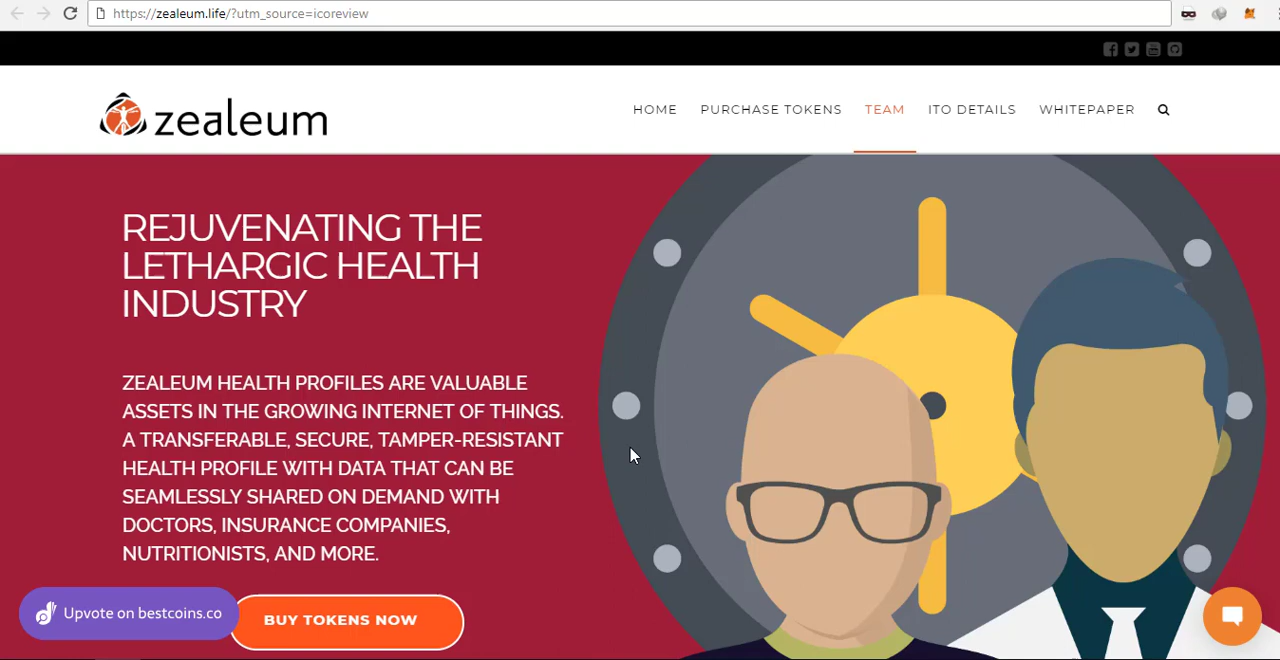 https://zealeum.life/?utm_source=icoreview
zealeum
HOME PURCHASE TOKENS TEAM ITO DETAILS WHITEPAPER
REJUVENATING THE
LETHARGIC HEALTH
INDUSTRY
ZEALEUM HEALTH PROFILES ARE VALUABLE
ASSETS IN THE GROWING INTERNET OF THINGS.
A TRANSFERABLE, SECURE, TAMPER-RESISTANT
HEALTH PROFILE WITH DATA THAT CAN BE
SEAMLESSLY SHARED ON DEMAND WITH
DOCTORS, INSURANCE COMPANIES,
NUTRITIONISTS, AND MORE.
Upvote on bestcoins.co
BUY TOKENS NOW